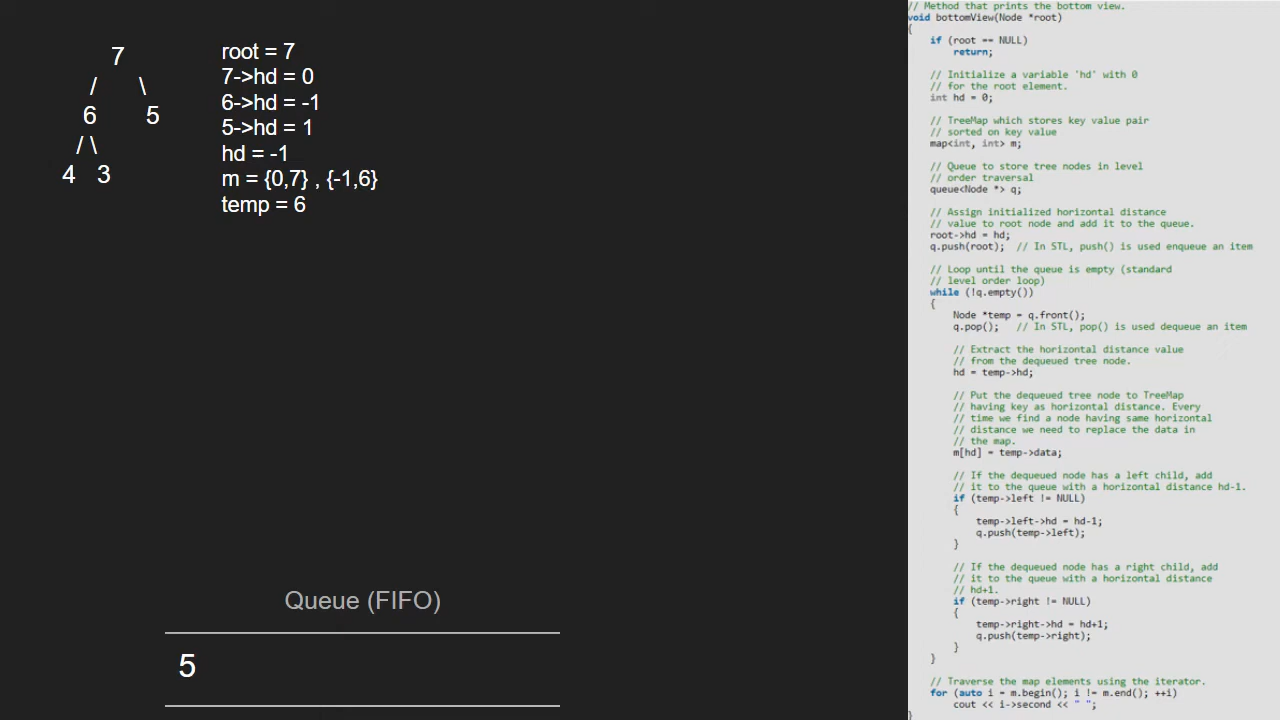 7
/ \
6 5
/ \
4 3
root = 7
7->hd = 0
6->hd = -1
5->hd = 1
hd = -1
m = {0,7} , {-1,6}
temp = 6
Queue (FIFO)
5
// Method that prints the bottom view.
void bottomView(Node *root)
{
if (root == NULL)
return;
// Initialize a variable 'hd' with 0
// for the root element.
int hd = 0;
// TreeMap which stores key value pair
// sorted on key value
map<int, int> m;
// Queue to store tree nodes in level
// order traversal
queue<Node *> q;
// Assign initialized horizontal distance
// value to root node and add it to the queue.
root->hd = hd;
q.push(root); // In STL, push() is used enqueue an item
// Loop until the queue is empty (standard
// level order loop)
while (!q.empty())
{
Node *temp = q.front();
q.pop(); // In STL, pop() is used dequeue an item
// Extract the horizontal distance value
// from the dequeued tree node.
hd = temp->hd;
// Put the dequeued tree node to TreeMap
// having key as horizontal distance. Every
// time we find a node having same horizontal
// distance we need to replace the data in
// the map.
m[hd] = temp->data;
// If the dequeued node has a left child, add
// it to the queue with a horizontal distance hd-1.
if (temp->left != NULL)
{
temp->left->hd = hd-1;
q.push(temp->left);
}
// If the dequeued node has a right child, add
// it to the queue with a horizontal distance
// hd+1.
if (temp->right != NULL)
{
temp->right->hd = hd+1;
q.push(temp->right);
}
}
// Traverse the map elements using the iterator.
for (auto i = m.begin(); i != m.end(); ++i)
cout << i->second << " ";
}